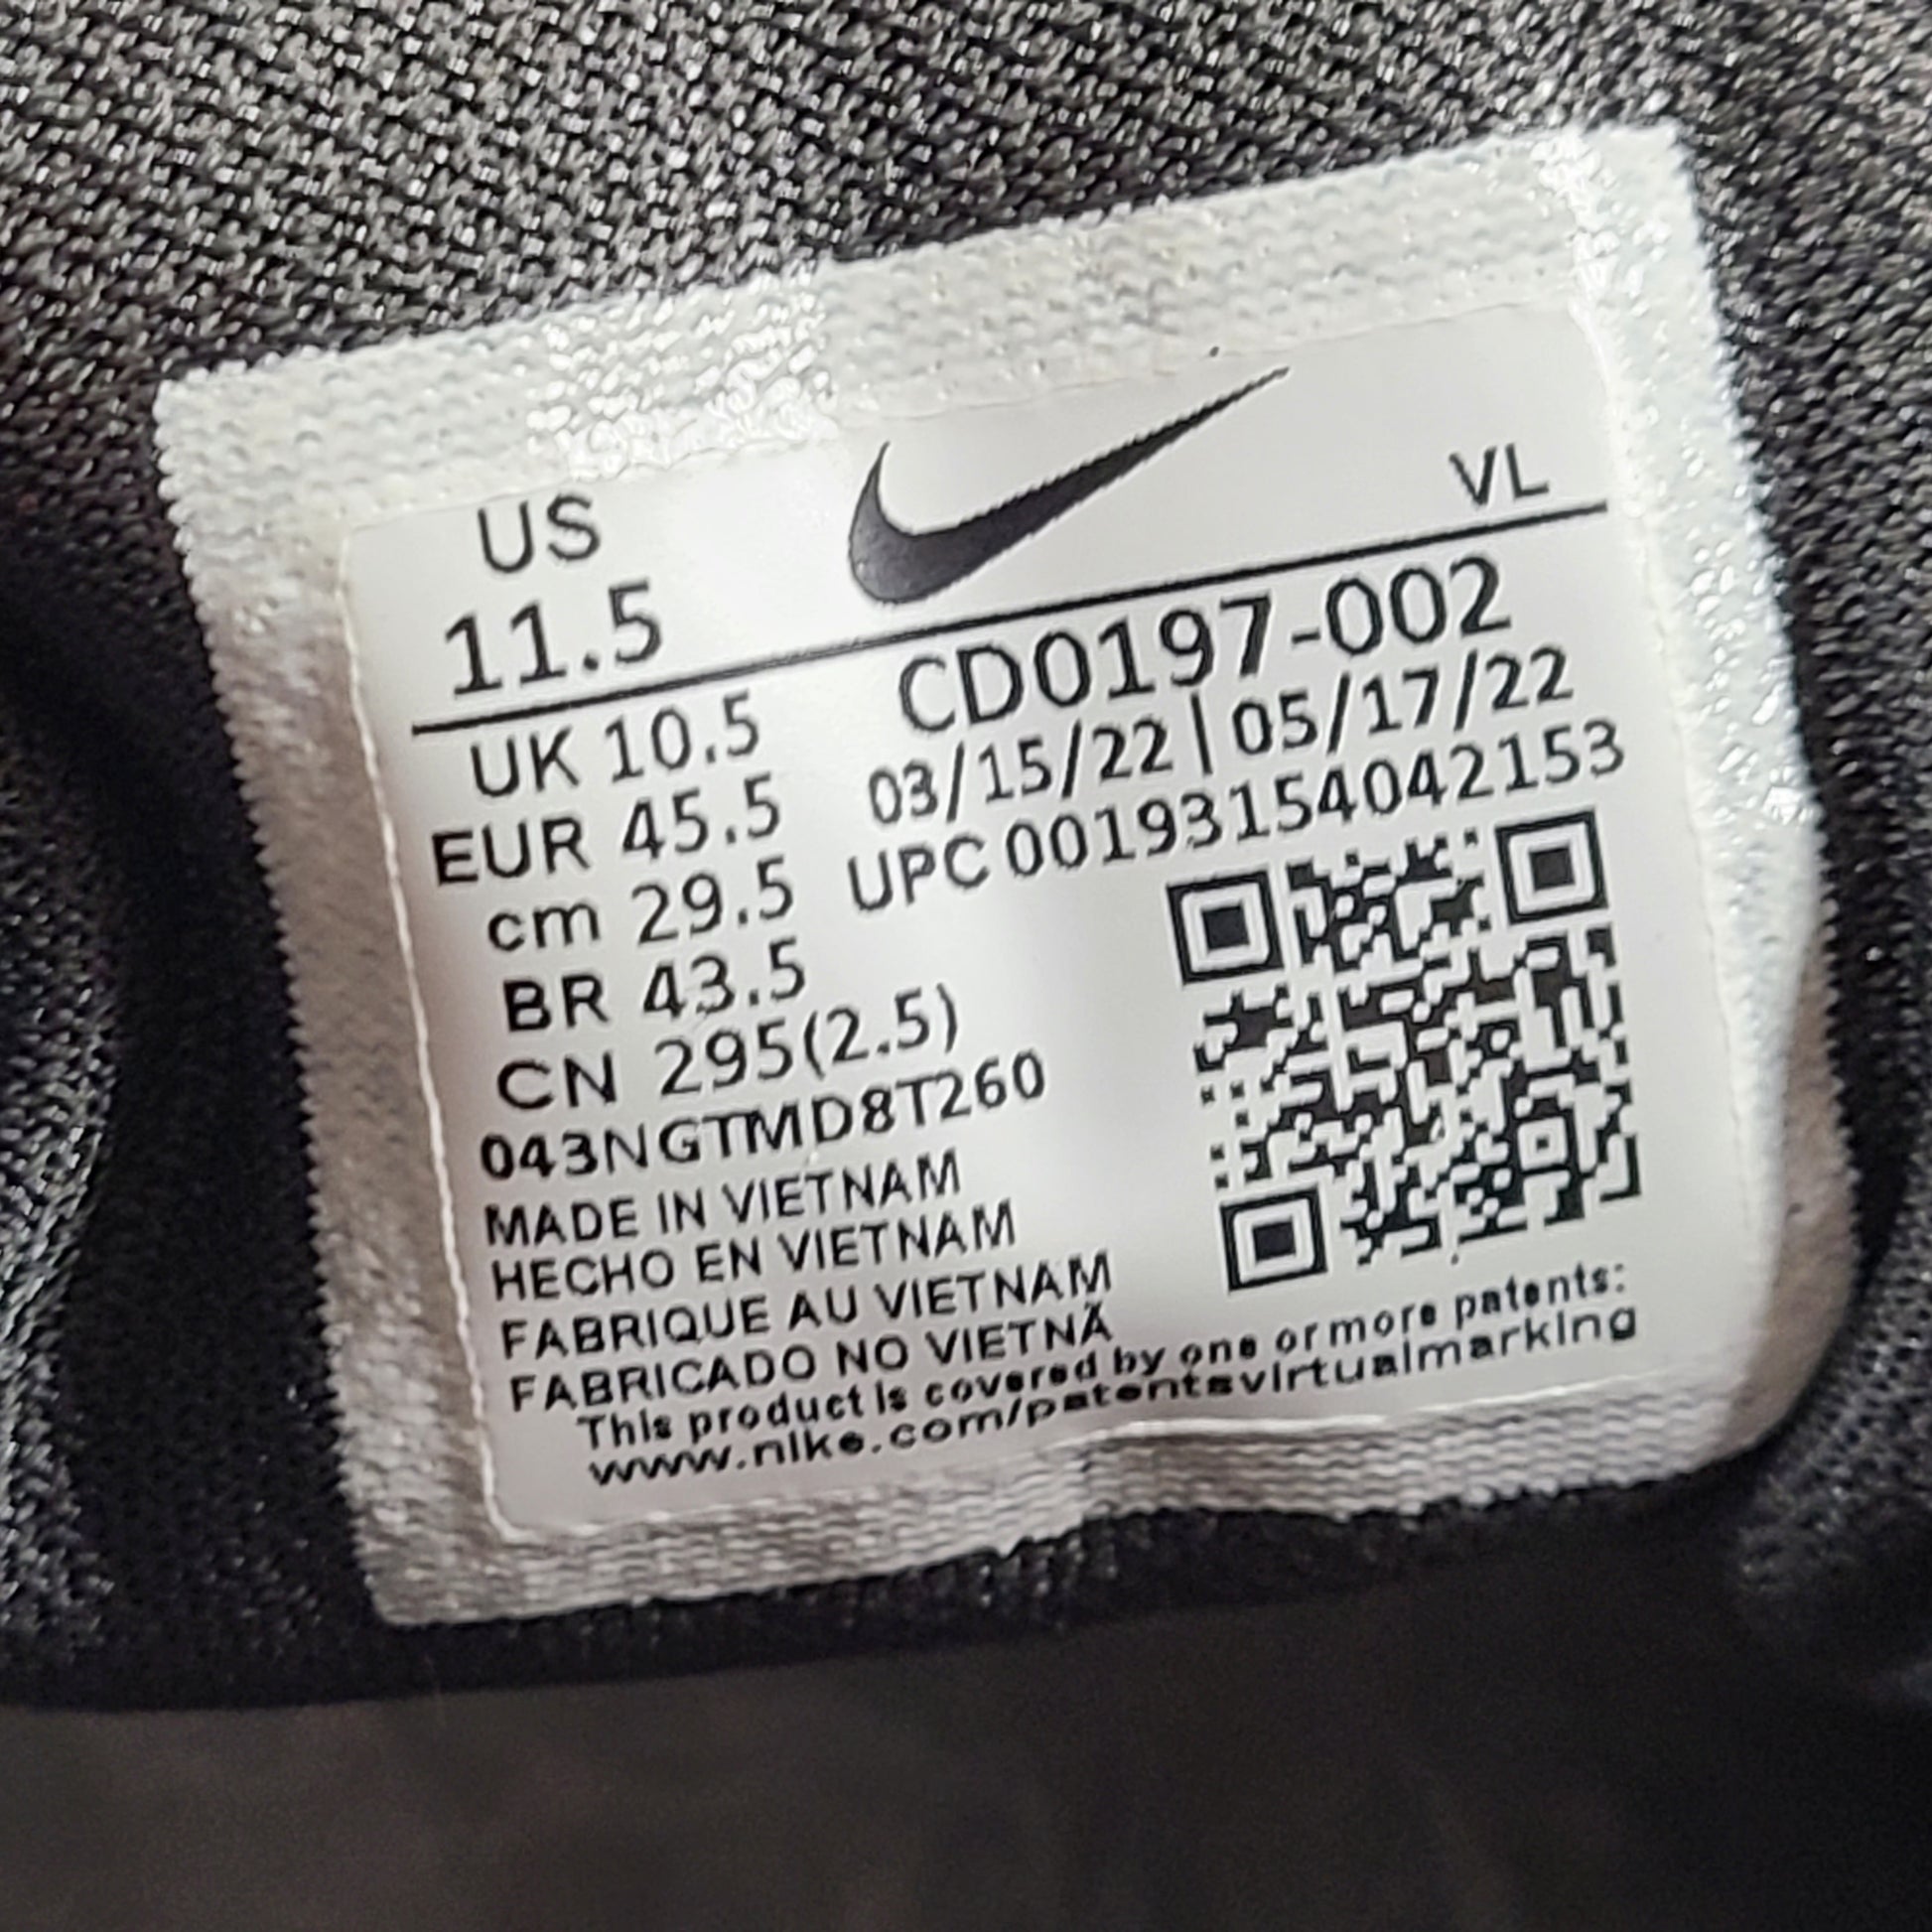 US
VL
11.5
UK 10.5
CD0197-002
EUR 45.5
03/15/22 | 05/17/22
cm 29.5
UPC 00193154042153
BR 43.5
CN 295(2.5)
043NGTMD8T260
MADE IN VIETNAM
HECHO EN VIETNAM
FABRIQUE AU VIETNAM
FABRICADO NO VIETNÃ
This product is covered by one or more patents:
www.nike.com/patentsvirtualmarking